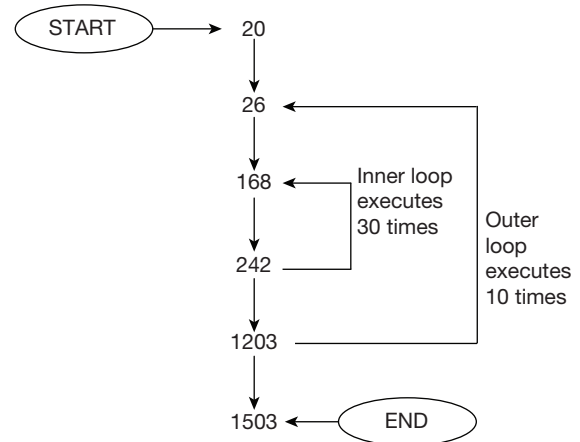 START
20
26
168
Inner loop
executes
30 times
Outer
loop
executes
10 times
242
1203
1503
END